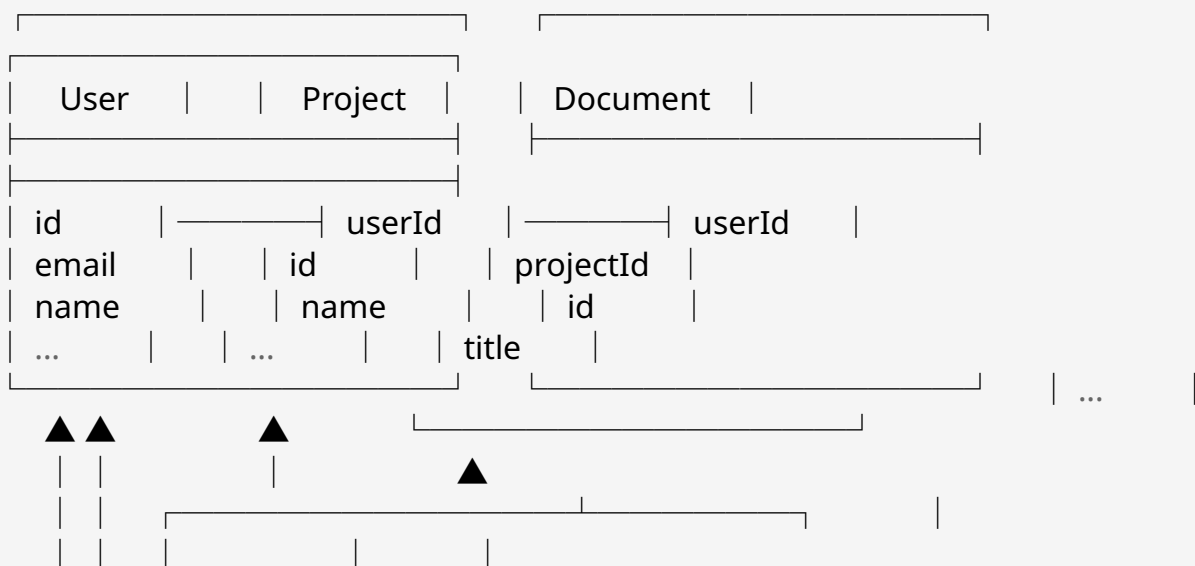 User Project Document
id userId userId
email id projectId
name name id
... ... title
...